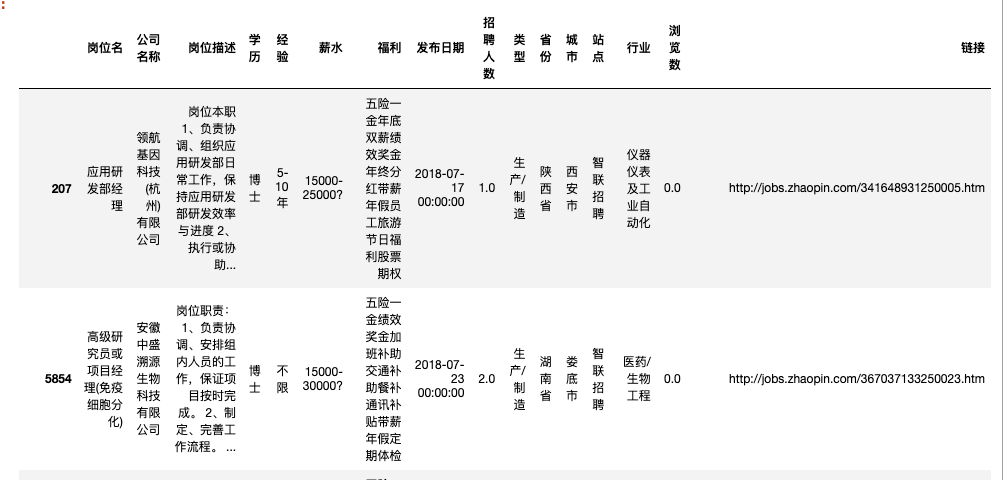 :
岗位名
公司
名称
岗位描述
学
历
经
验
薪水
福利
发布日期
招
聘
人
数
类
型
省
份
城
市
站
点
行业
浏
览
数
链接
207
应用研
发部经
理
领航
基因
科技
(杭
州)
有限
公司
岗位本职
1、负责协
调、组织应
用研发部日
常工作，保
持应用研发
部研发效率
与进度 2、
执行或协
助...
博
士
5-
10
年
15000-
25000?
五险一
金年底
双薪绩
效奖金
年终分
红带薪
年假员
工旅游
节日福
利股票
期权
2018-07-
17
00:00:00
1.0
生
产/
制
造
陕
西
省
西
安
市
智
联
招
聘
仪器
仪表
及工
业自
动化
0.0
http://jobs.zhaopin.com/341648931250005.htm
5854
高级研
究员或
项目经
理(免疫
细胞分
化)
安徽
中盛
溯源
生物
科技
有限
公司
岗位职责：
1、负责协
调、安排组
内人员的工
作，保证项
目按时完
成。 2、制
定、完善工
作流程。 ...
博
士
不
限
15000-
30000?
五险一
金绩效
奖金加
班补助
交通补
助餐补
通讯补
贴带薪
年假定
期体检
2018-07-
23
00:00:00
2.0
生
产/
制
造
湖
南
省
娄
底
市
智
联
招
聘
医药/
生物
工程
0.0
http://jobs.zhaopin.com/367037133250023.htm